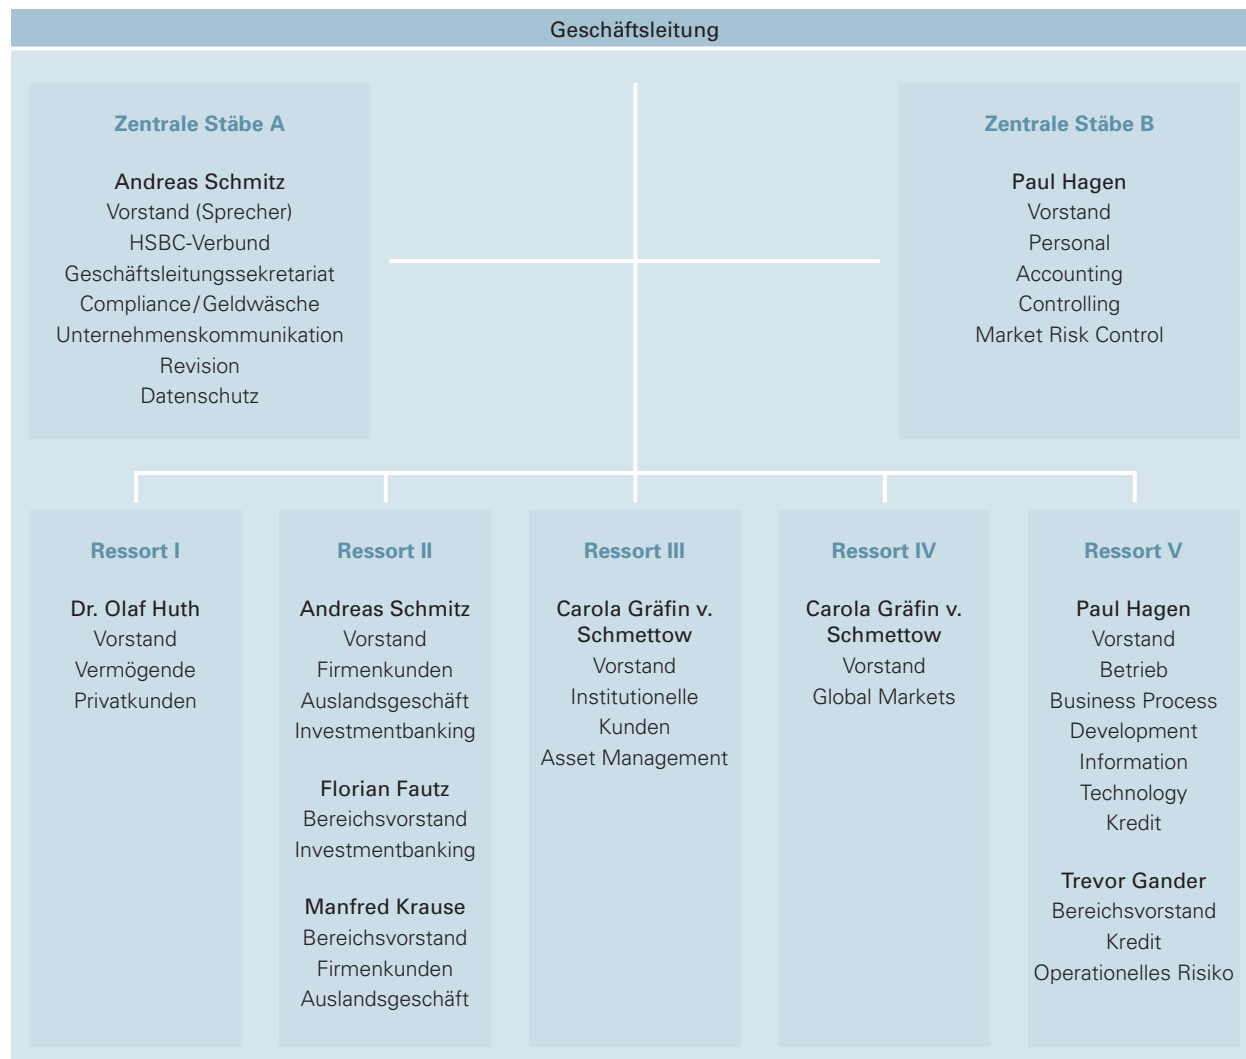 Geschäftsleitung
Zentrale Stäbe A
Andreas Schmitz
Vorstand (Sprecher)
HSBC-Verbund
Geschäftsleitungssekretariat
Compliance/Geldwäsche
Unternehmenskommunikation
Revision
Datenschutz
Zentrale Stäbe B
Paul Hagen
Vorstand
Personal
Accounting
Controlling
Market Risk Control
Ressort I
Dr. Olaf Huth
Vorstand
Vermögende
Privatkunden
Ressort II
Andreas Schmitz
Vorstand
Firmenkunden
Auslandsgeschäft
Investmentbanking
Florian Fautz
Bereichsvorstand
Investmentbanking
Manfred Krause
Bereichsvorstand
Firmenkunden
Auslandsgeschäft
Ressort III
Carola Gräfin v.
Schmettow
Vorstand
Institutionelle
Kunden
Asset Management
Ressort IV
Carola Gräfin v.
Schmettow
Vorstand
Global Markets
Ressort V
Paul Hagen
Vorstand
Betrieb
Business Process
Development
Information
Technology
Kredit
Trevor Gander
Bereichsvorstand
Kredit
Operationelles Risiko